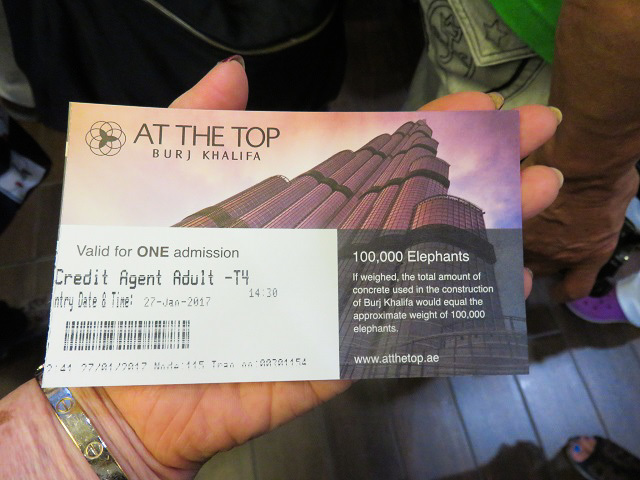 AT THE TOP
BURJ KHALIFA
Valid for ONE admission
Credit Agent Adult -T4
ntry Date & Time: 27-Jan-2017 14:30
2:41 27/01/2017 Node:115 Tran no:00701154
100,000 Elephants
If weighed, the total amount of
concrete used in the construction
of Burj Khalifa would equal the
approximate weight of 100,000
elephants.
www.atthetop.ae